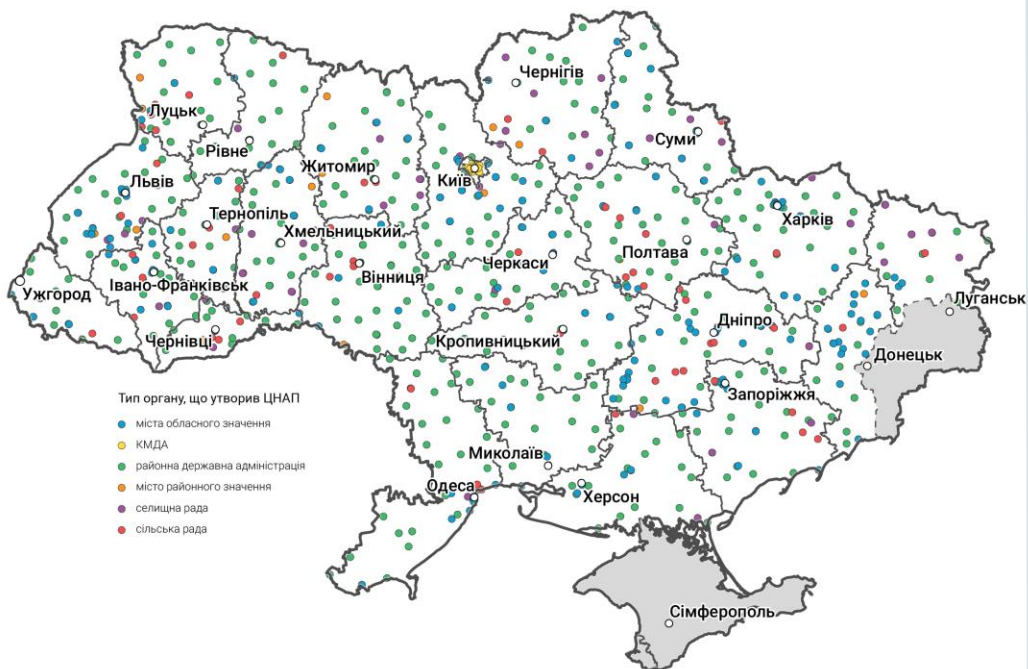 Чернігів
Луцьк
Рівне
Суми
Житомир
Київ
Львів
Тернопіль
Хмельницький
Харків
Полтава
Черкаси
Вінниця
Ужгород
Івано-Франківськ
Луганськ
Чернівці
Кропивницький
Дніпро
Донецьк
Запоріжжя
Тип органу, що утворив ЦНАП
міста обласного значення
КМДА
районна державна адміністрація
місто районного значення
селищна рада
сільська рада
Миколаїв
Одеса
Херсон
Сімферополь